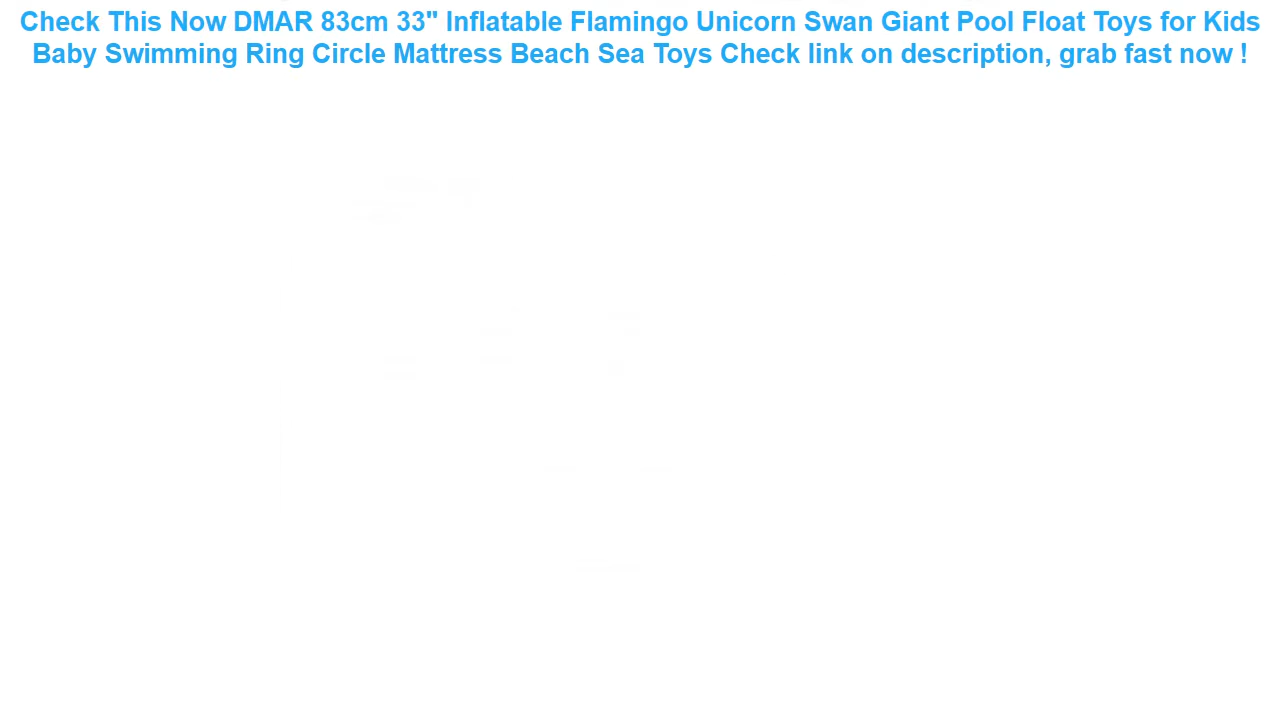 Check This Now DMAR 83cm 33" Inflatable Flamingo Unicorn Swan Giant Pool Float Toys for Kids
Baby Swimming Ring Circle Mattress Beach Sea Toys Check link on description, grab fast now !